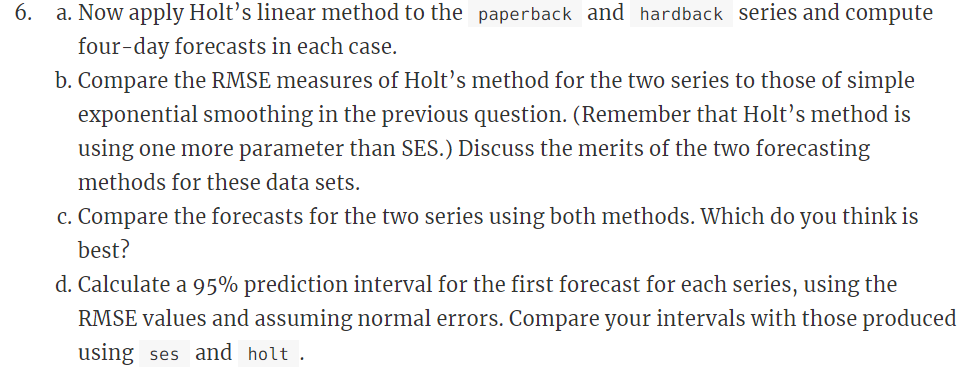 6. a. Now apply Holt’s linear method to the paperback and hardback series and compute
four-day forecasts in each case.
b. Compare the RMSE measures of Holt’s method for the two series to those of simple
exponential smoothing in the previous question. (Remember that Holt’s method is
using one more parameter than SES.) Discuss the merits of the two forecasting
methods for these data sets.
c. Compare the forecasts for the two series using both methods. Which do you think is
best?
d. Calculate a 95% prediction interval for the first forecast for each series, using the
RMSE values and assuming normal errors. Compare your intervals with those produced
using ses and holt .